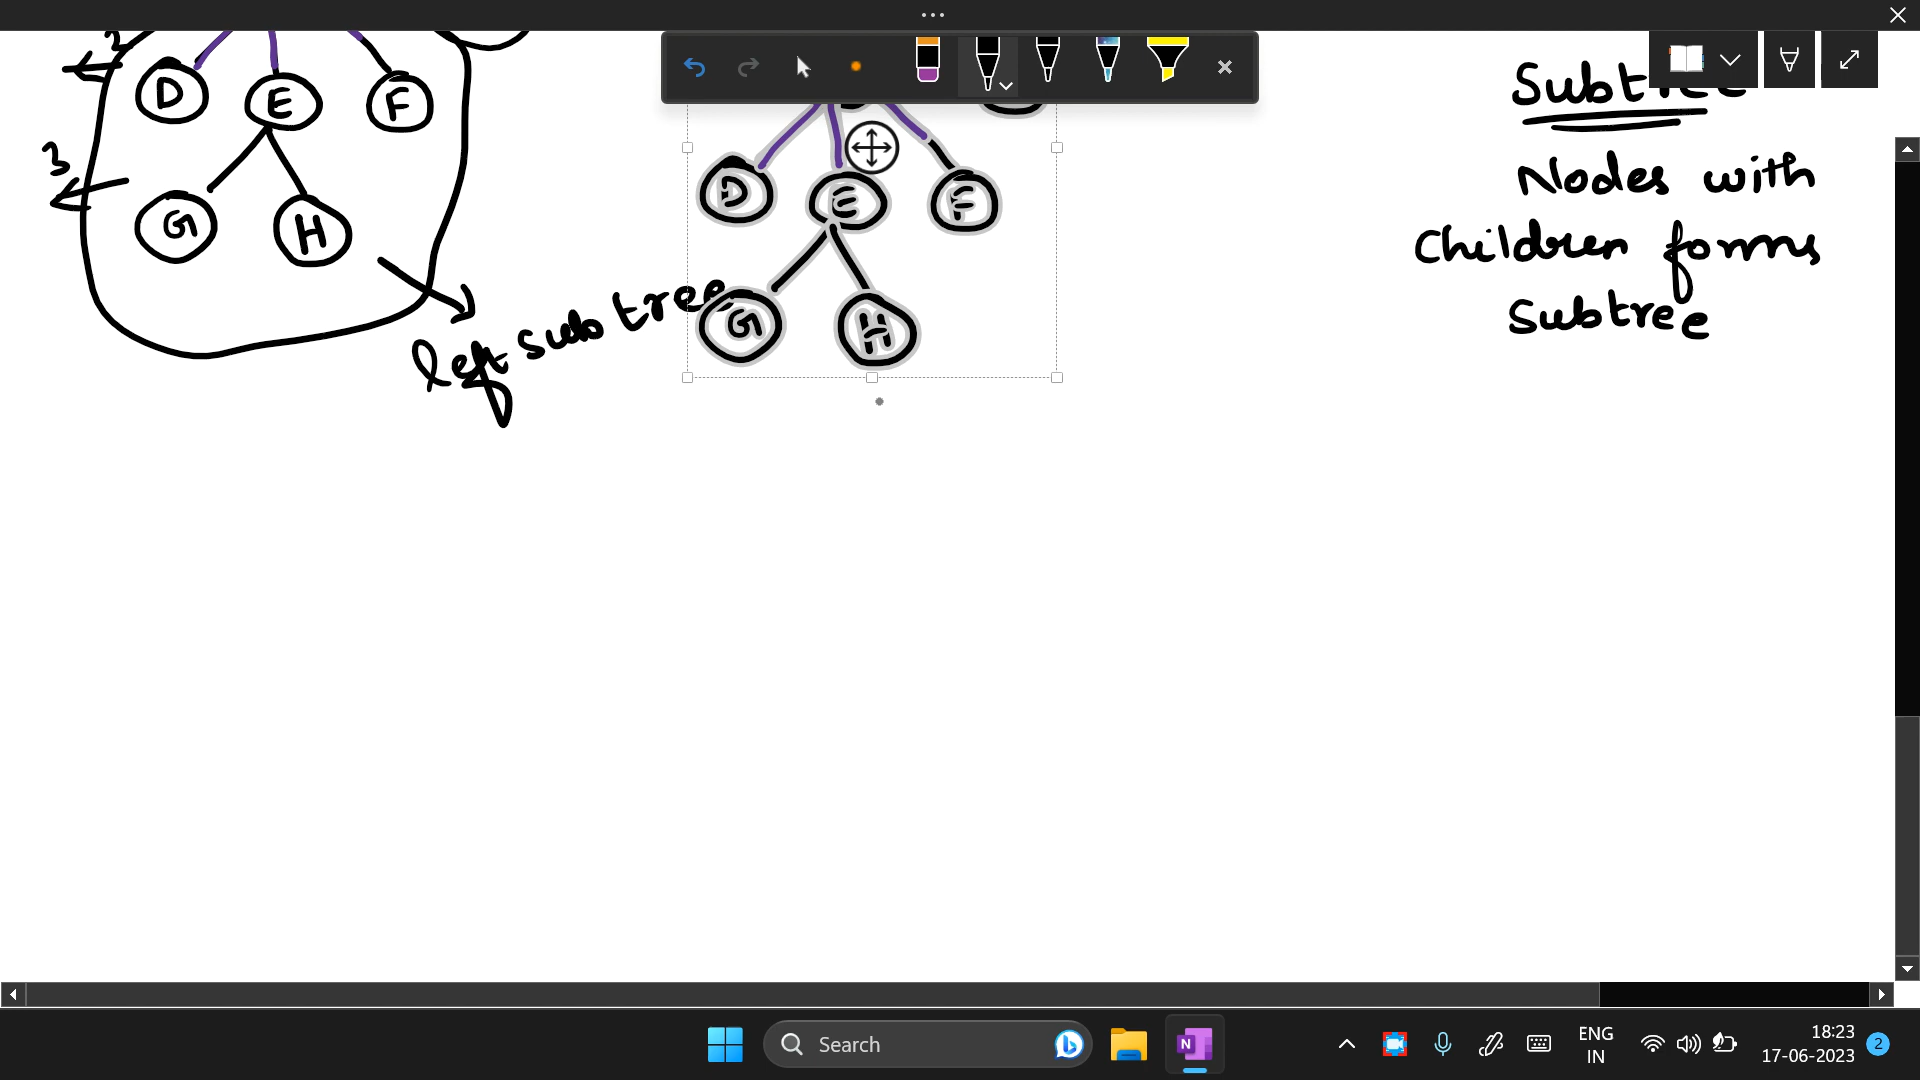 2
D E F
3
G H
left sub tree
D E F
G H
Subtree
Nodes with
Children forms
Subtree
Search
N
ENG
IN
18:23
17-06-2023
2